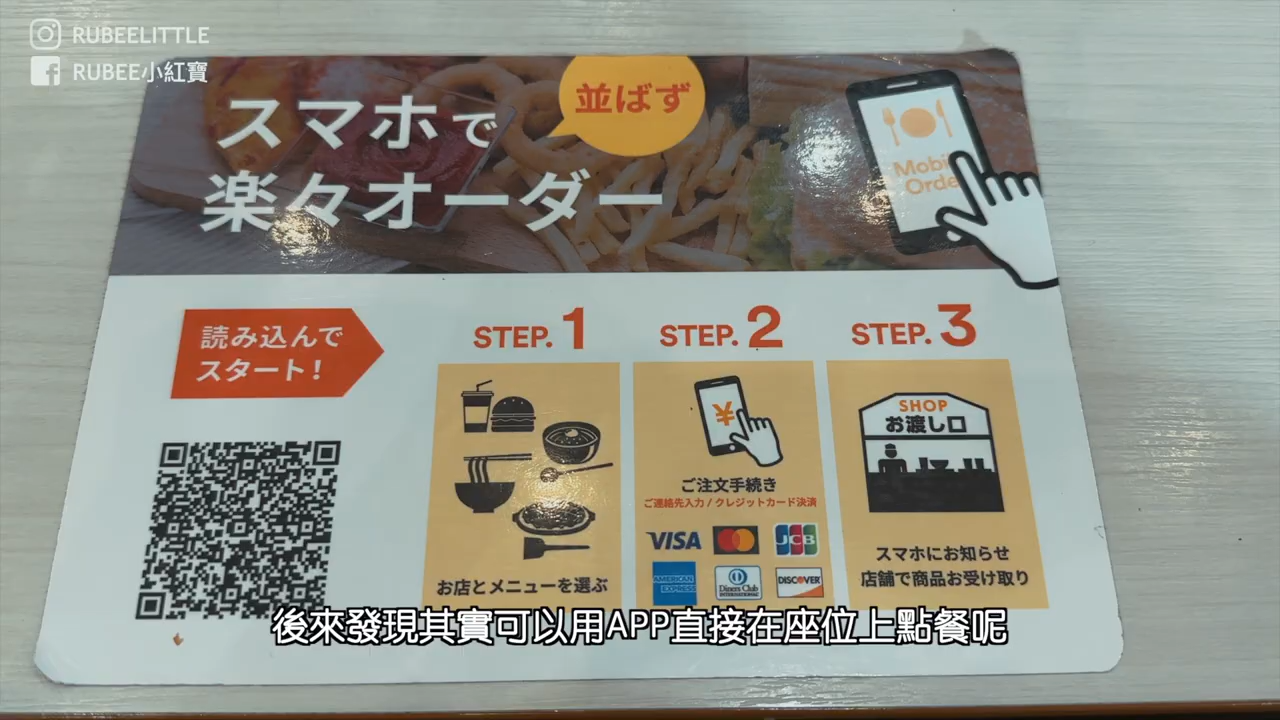 RUBEELITTLE
RUBEE小紅寶
スマホで
並ばず
楽々オーダー
Mobil
Orde
読み込んで
スタート!
STEP.1
お店とメニューを選ぶ
STEP.2
¥
ご注文手続き
ご連絡先入力 / クレジットカード決済
VISA
JCB
AMERICAN EXPRESS
Diners Club
INTERNATIONAL
DISCOVER
STEP.3
SHOP
お渡し口
スマホにお知らせ
店舗で商品お受け取り
後來發現其實可以用APP直接在座位上點餐呢